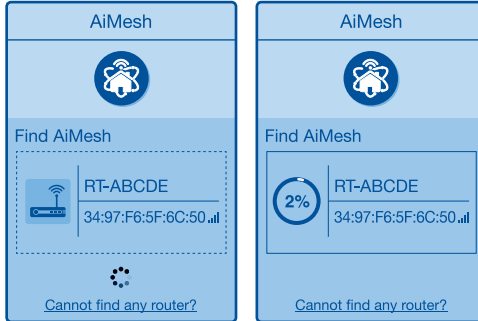 AiMesh
Find AiMesh
RT-ABCDE
34:97:F6:5F:6C:50
Cannot find any router?
AiMesh
Find AiMesh
2%
RT-ABCDE
34:97:F6:5F:6C:50
Cannot find any router?